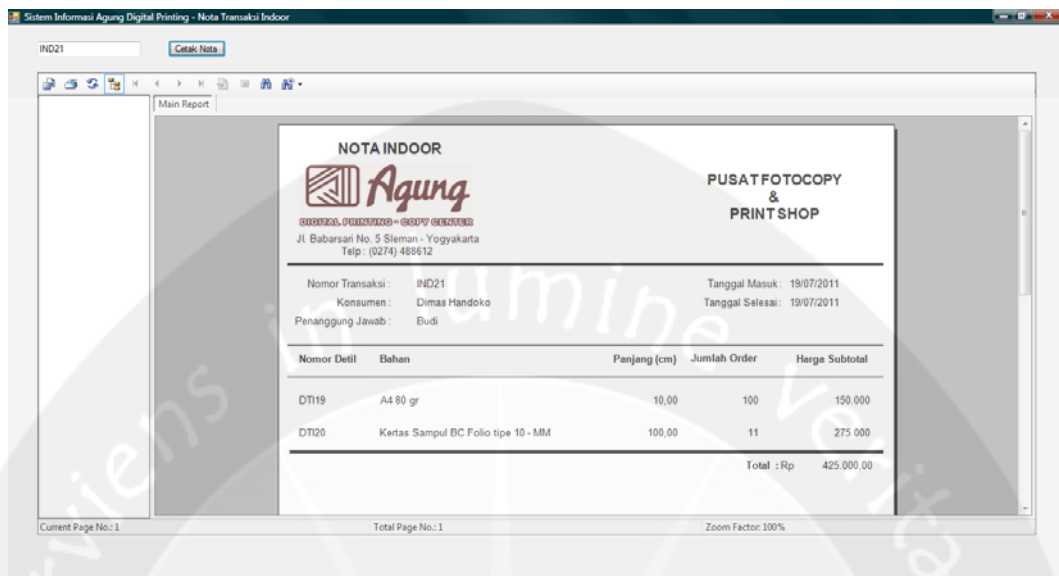 Sistem Informasi Agung Digital Printing - Nota Transaksi Indoor
IND21 Cetak Nota
Main Report
NOTA INDOOR
Agung
DIGITAL PRINTING - COPY CENTER
Jl. Babarsari No. 5 Sleman - Yogyakarta
Telp : (0274) 488612
PUSAT FOTOCOPY
&
PRINT SHOP
Nomor Transaksi : IND21 Tanggal Masuk : 19/07/2011
Konsumen : Dimas Handoko Tanggal Selesai : 19/07/2011
Penanggung Jawab : Budi
Nomor Detil Bahan Panjang (cm) Jumlah Order Harga Subtotal
DTI19 A4 80 gr 10,00 100 150.000
DTI20 Kertas Sampul BC Folio tipe 10 - MM 100,00 11 275.000
Total : Rp 425.000,00
Current Page No.: 1 Total Page No.: 1 Zoom Factor: 100%
serviens in lumine veritatis